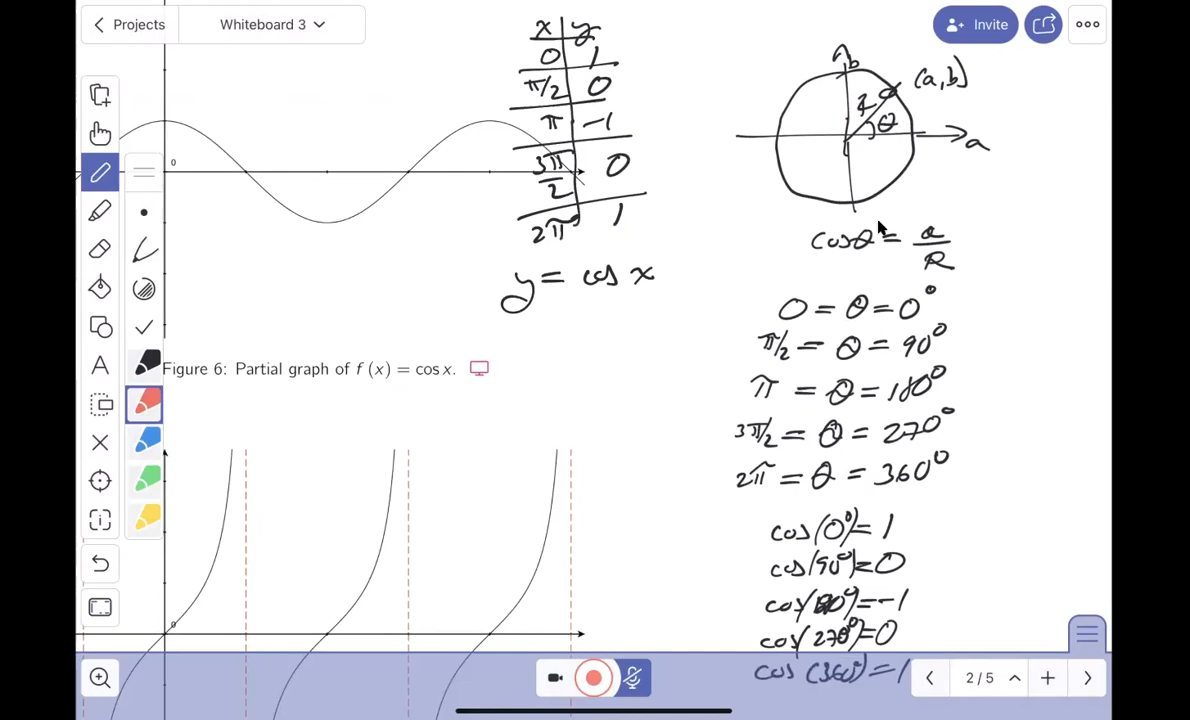 Projects
Whiteboard 3
Invite
x y
0 1
π/2 0
π -1
3π/2 0
2π 1
y = cos x
0
Figure 6: Partial graph of f (x) = cos x.
0
b
(a,b)
R
θ
a
cosθ = a/R
0 = θ = 0°
π/2 = θ = 90°
π = θ = 180°
3π/2 = θ = 270°
2π = θ = 360°
cos(0°) = 1
cos(90°) = 0
cos(180°) = -1
cos(270°) = 0
cos(360°) = 1
2 / 5